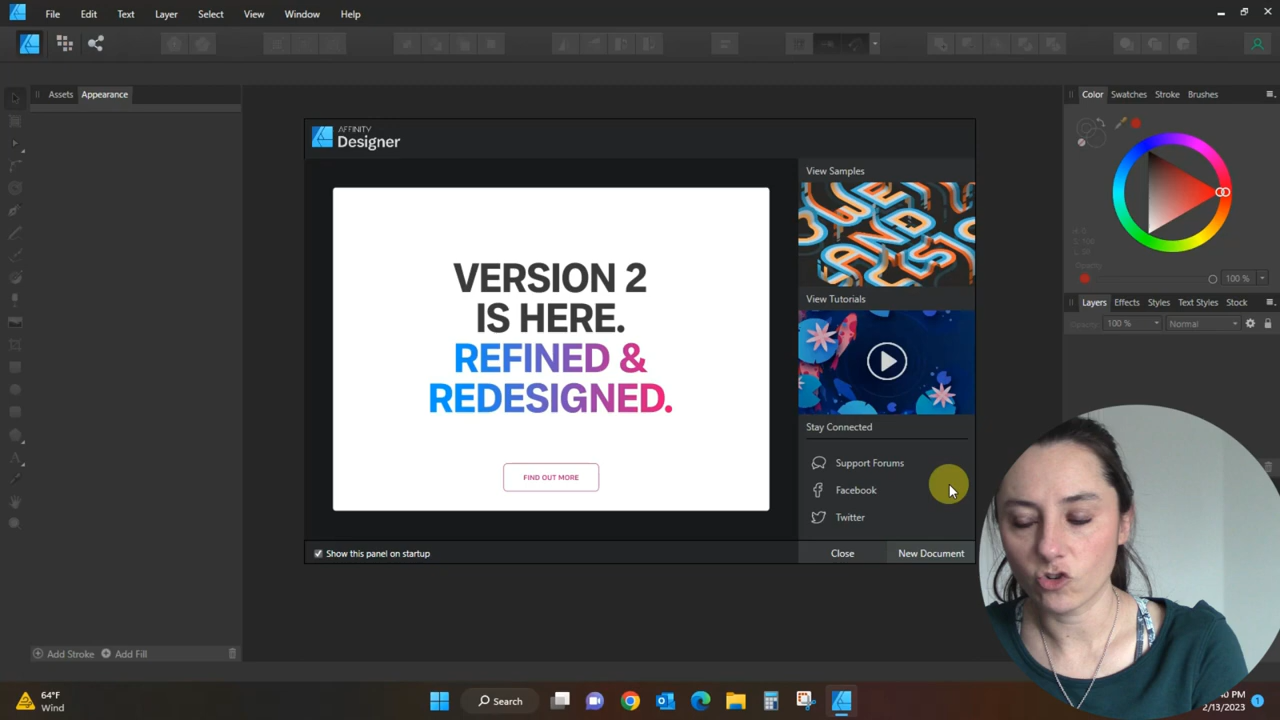 File Edit Text Layer Select View Window Help
Assets Appearance
Color Swatches Stroke Brushes
AFFINITY
Designer
View Samples
VERSION 2
IS HERE.
REFINED &
REDESIGNED.
FIND OUT MORE
View Tutorials
Stay Connected
Support Forums
Facebook
Twitter
Show this panel on startup
Close New Document
100 %
Layers Effects Styles Text Styles Stock
Opacity: 100 % Normal
Add Stroke Add Fill
64°F
Wind
Search
2/13/2023
1